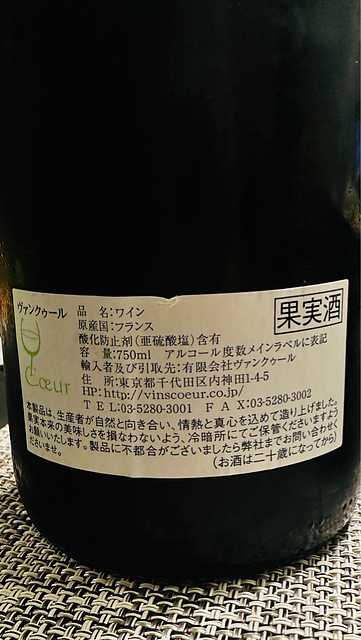 ヴァンクゥール
Cœur
果実酒
品 名:ワイン
原産国:フランス
酸化防止剤(亜硫酸塩)含有
容 量:750ml アルコール度数メインラベルに表記
輸入者及び引取先:有限会社ヴァンクゥール
住 所:東京都千代田区内神田1-4-5
HP:http://vinscoeur.co.jp/
TEL:03-5280-3001 FAX:03-5280-3002
本製品は、生産者が自然と向き合い、情熱と真心を込めて造り上げました。
果実本来の美味しさを損なわないよう、冷暗所にてご保管くださいますよう
お願いいたします。製品に不都合がございましたら弊社までお問い合わせく
ださいませ。
(お酒は二十歳になってから)